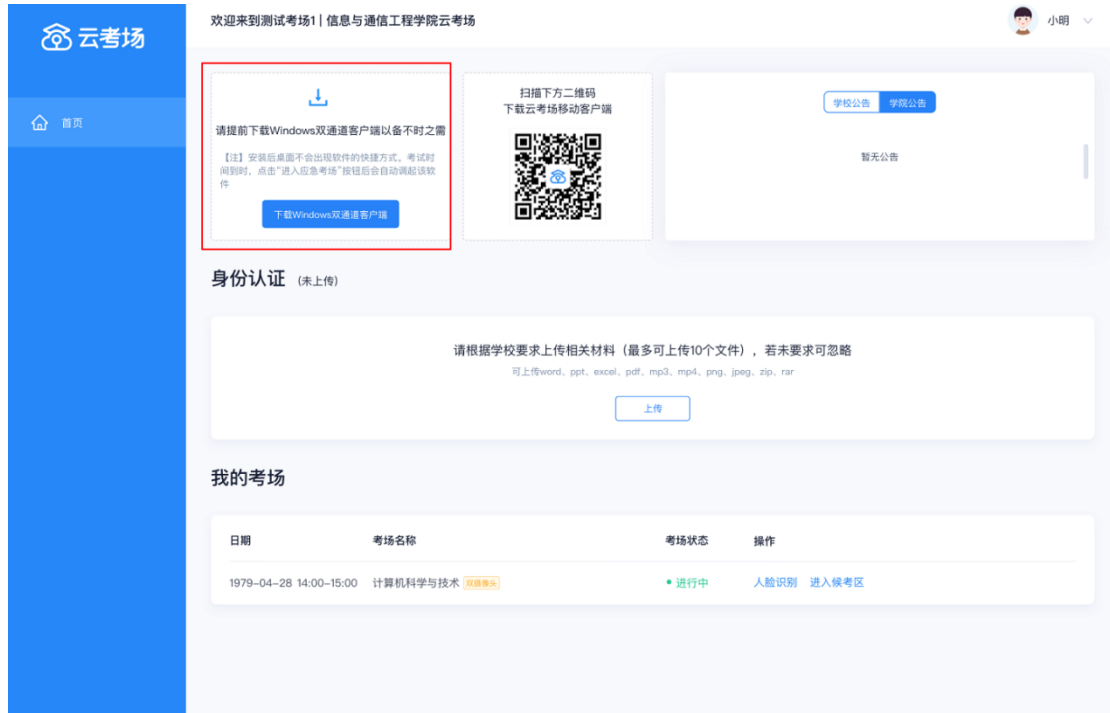 云考场
欢迎来到测试考场1 | 信息与通信工程学院云考场
小明
首页
请提前下载Windows双通道客户端以备不时之需
【注】安装后桌面不会出现软件的快捷方式。考试时
间到时,点击“进入应急考场”按钮后会自动调起该软
件
下载Windows双通道客户端
扫描下方二维码
下载云考场移动客户端
学校公告 学院公告
暂无公告
身份认证 (未上传)
请根据学校要求上传相关材料(最多可上传10个文件),若未要求可忽略
可上传word、ppt、excel、pdf、mp3、mp4、png、jpeg、zip、rar
上传
我的考场
日期 考场名称 考场状态 操作
1979-04-28 14:00-15:00 计算机科学与技术 双摄像头 进行中 人脸识别 进入候考区